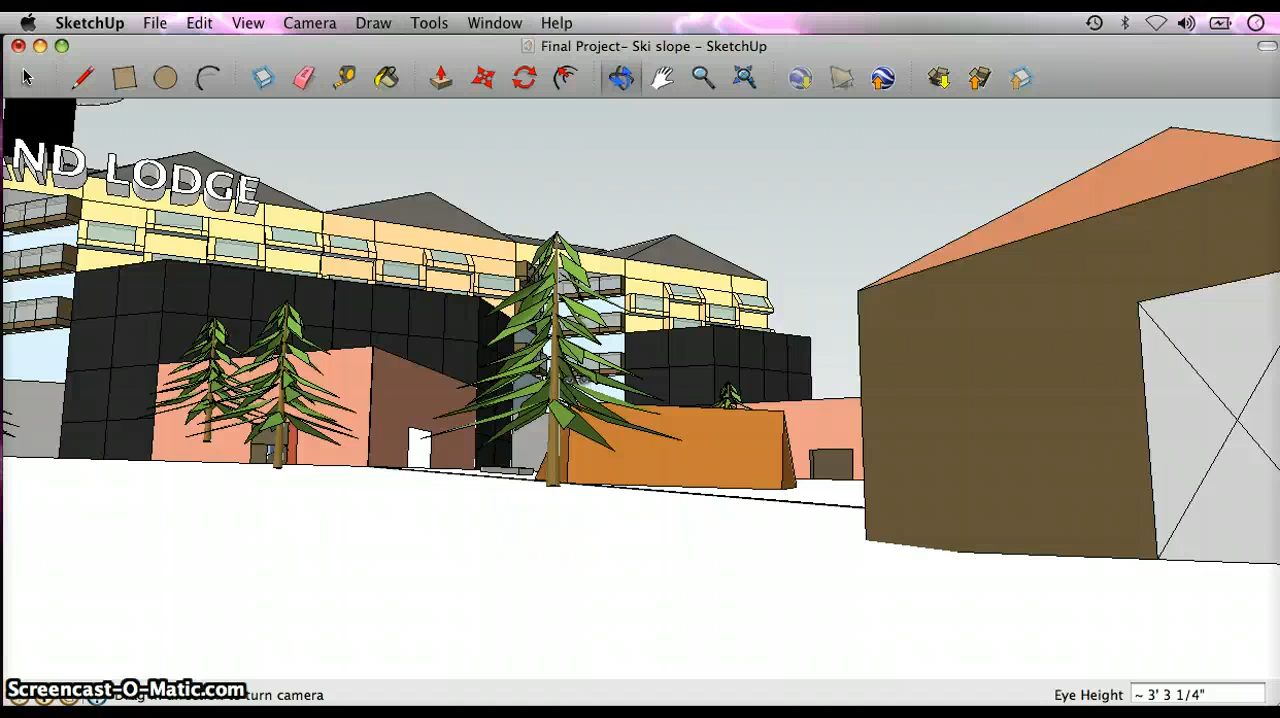 SketchUp File Edit View Camera Draw Tools Window Help
Final Project- Ski slope - SketchUp
ND LODGE
Screencast-O-Matic.com turn camera Eye Height ~ 3' 3 1/4"